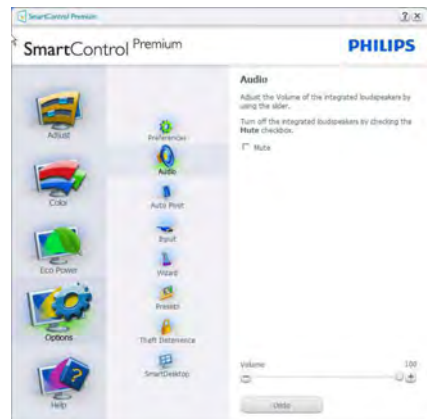 SmartControl Premium
? X
SmartControl Premium
PHILIPS
Adjust
Color
Eco Power
Options
Help
Preferences
Audio
Auto Pivot
Input
Wizard
Presets
Theft Deterrence
SmartDesktop
Audio
Adjust the Volume of the integrated loudspeakers by
using the slider.
Turn off the integrated loudspeakers by checking the
Mute checkbox.
Mute
Volume
100
Undo